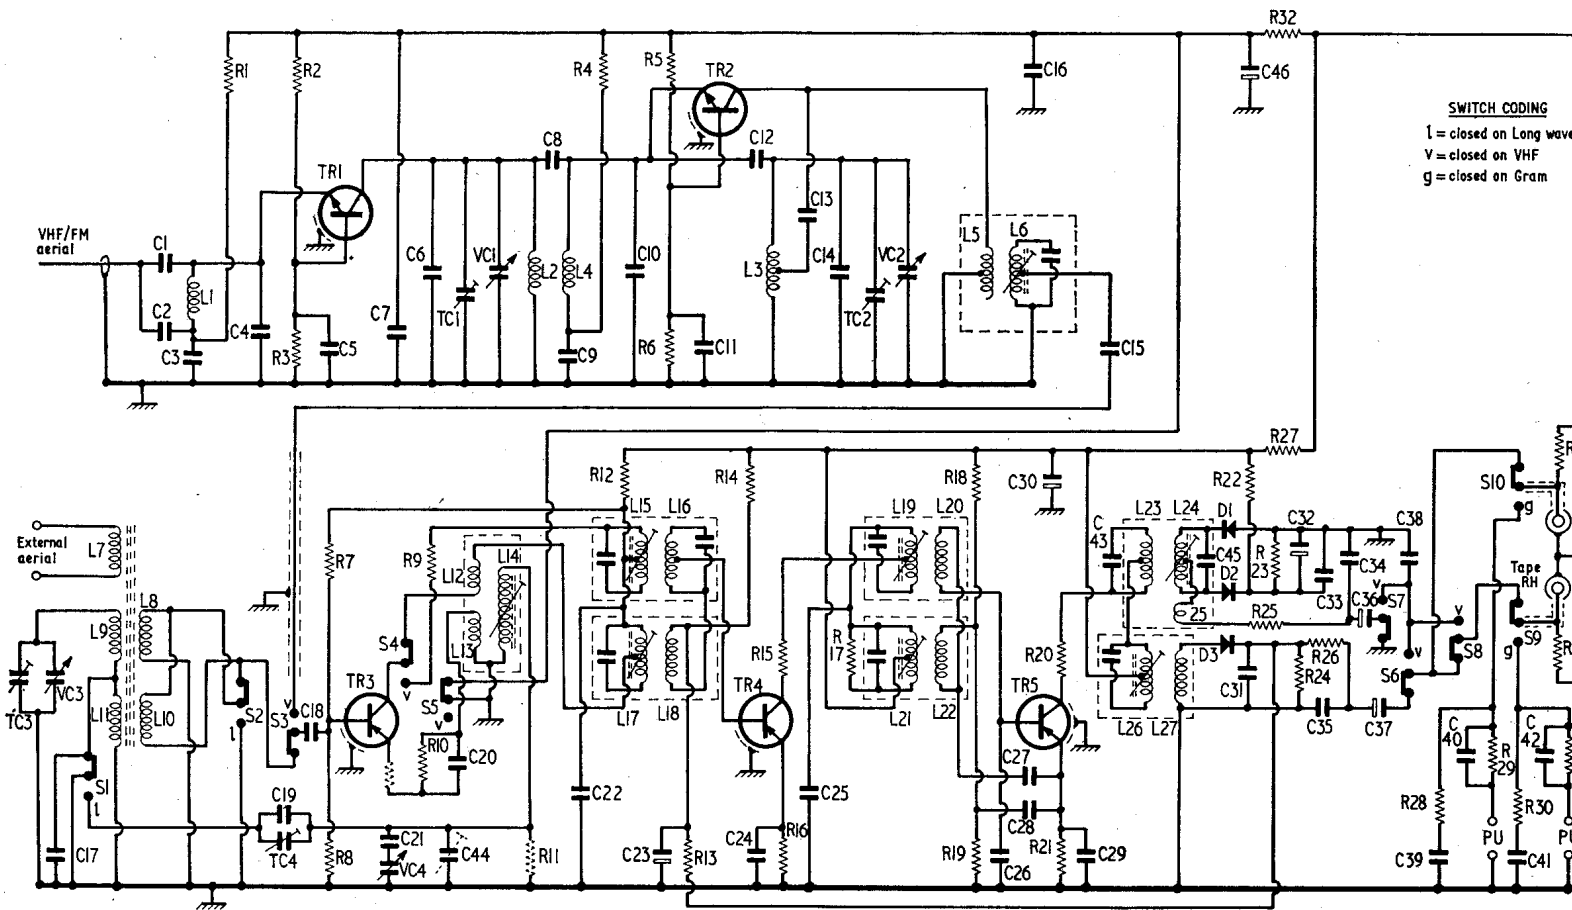 R32
R1
R2
R4
R5
TR2
C16
C46
SWITCH CODING
l = closed on Long wave
v = closed on VHF
g = closed on Gram
TR1
C8
C12
VHF/FM
aerial
C1
C2
L1
C3
C4
R3
C5
C7
C6
TC1
VC1
L2
L4
C9
C10
R6
C11
L3
C13
C14
TC2
VC2
L5
L6
C15
R27
R12
R14
R18
C30
R22
S10
g
R
External
aerial
L7
L8
L9
L10
L11
TC3
VC3
S1
l
C17
S2
l
S3
v
C18
R7
R9
L12
L14
L13
S4
v
S5
v
TR3
R10
C20
C19
TC4
R8
C21
VC4
C44
R11
L15
L16
L17
L18
C22
C23
R13
R15
TR4
C24
R16
C25
L19
L20
R
17
L21
L22
C27
C28
R19
C26
R20
TR5
R21
C29
C
43
L23
L24
C45
D1
D2
25
R
23
C32
C33
C34
C38
R25
C36
v
S7
v
S6
v
S8
L26
L27
D3
C31
R26
R24
C35
C37
Tape
RH
S9
g
R
C
40
R
29
R28
C39
PU
C
42
R30
C41
PU